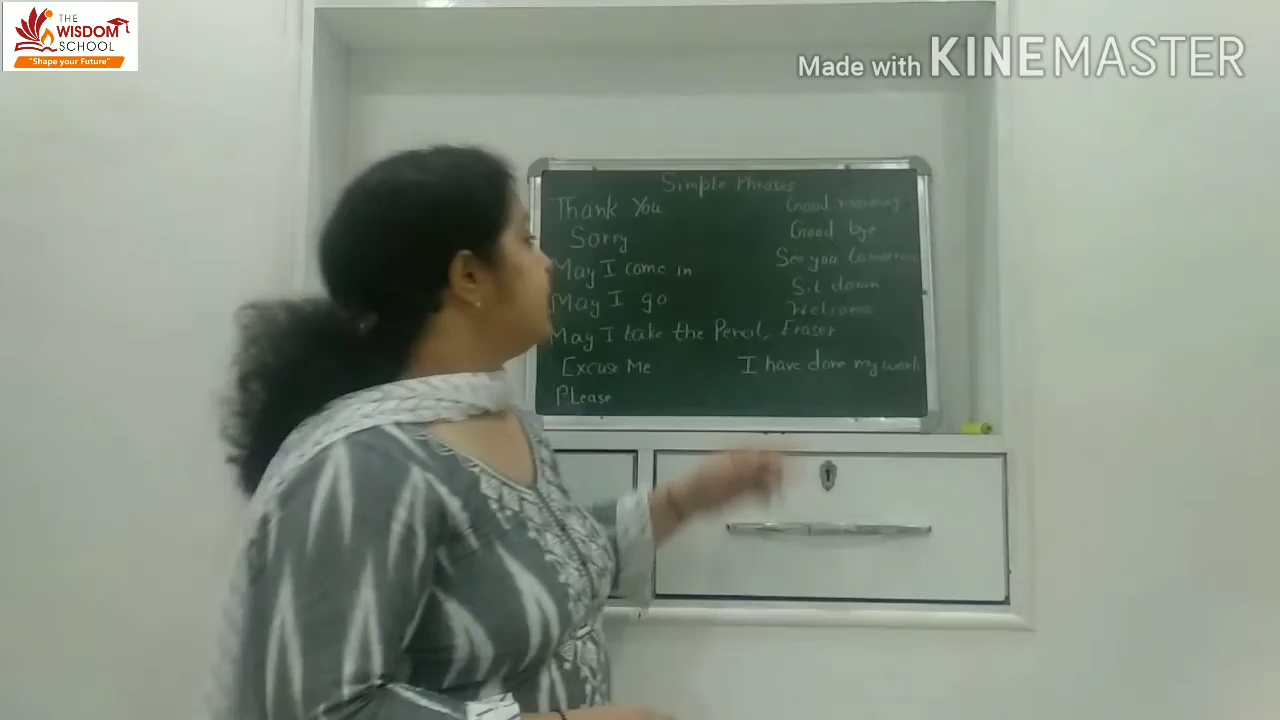 THE
WISDOM
SCHOOL
"Shape your Future"
Made with KINEMASTER
Simple Phrases
Thank You
Sorry
May I come in
May I go
May I take the Pencil, Eraser
Excuse Me
Please
Good morning
Good bye
See you tomorrow
Sit down
Welcome
I have done my work